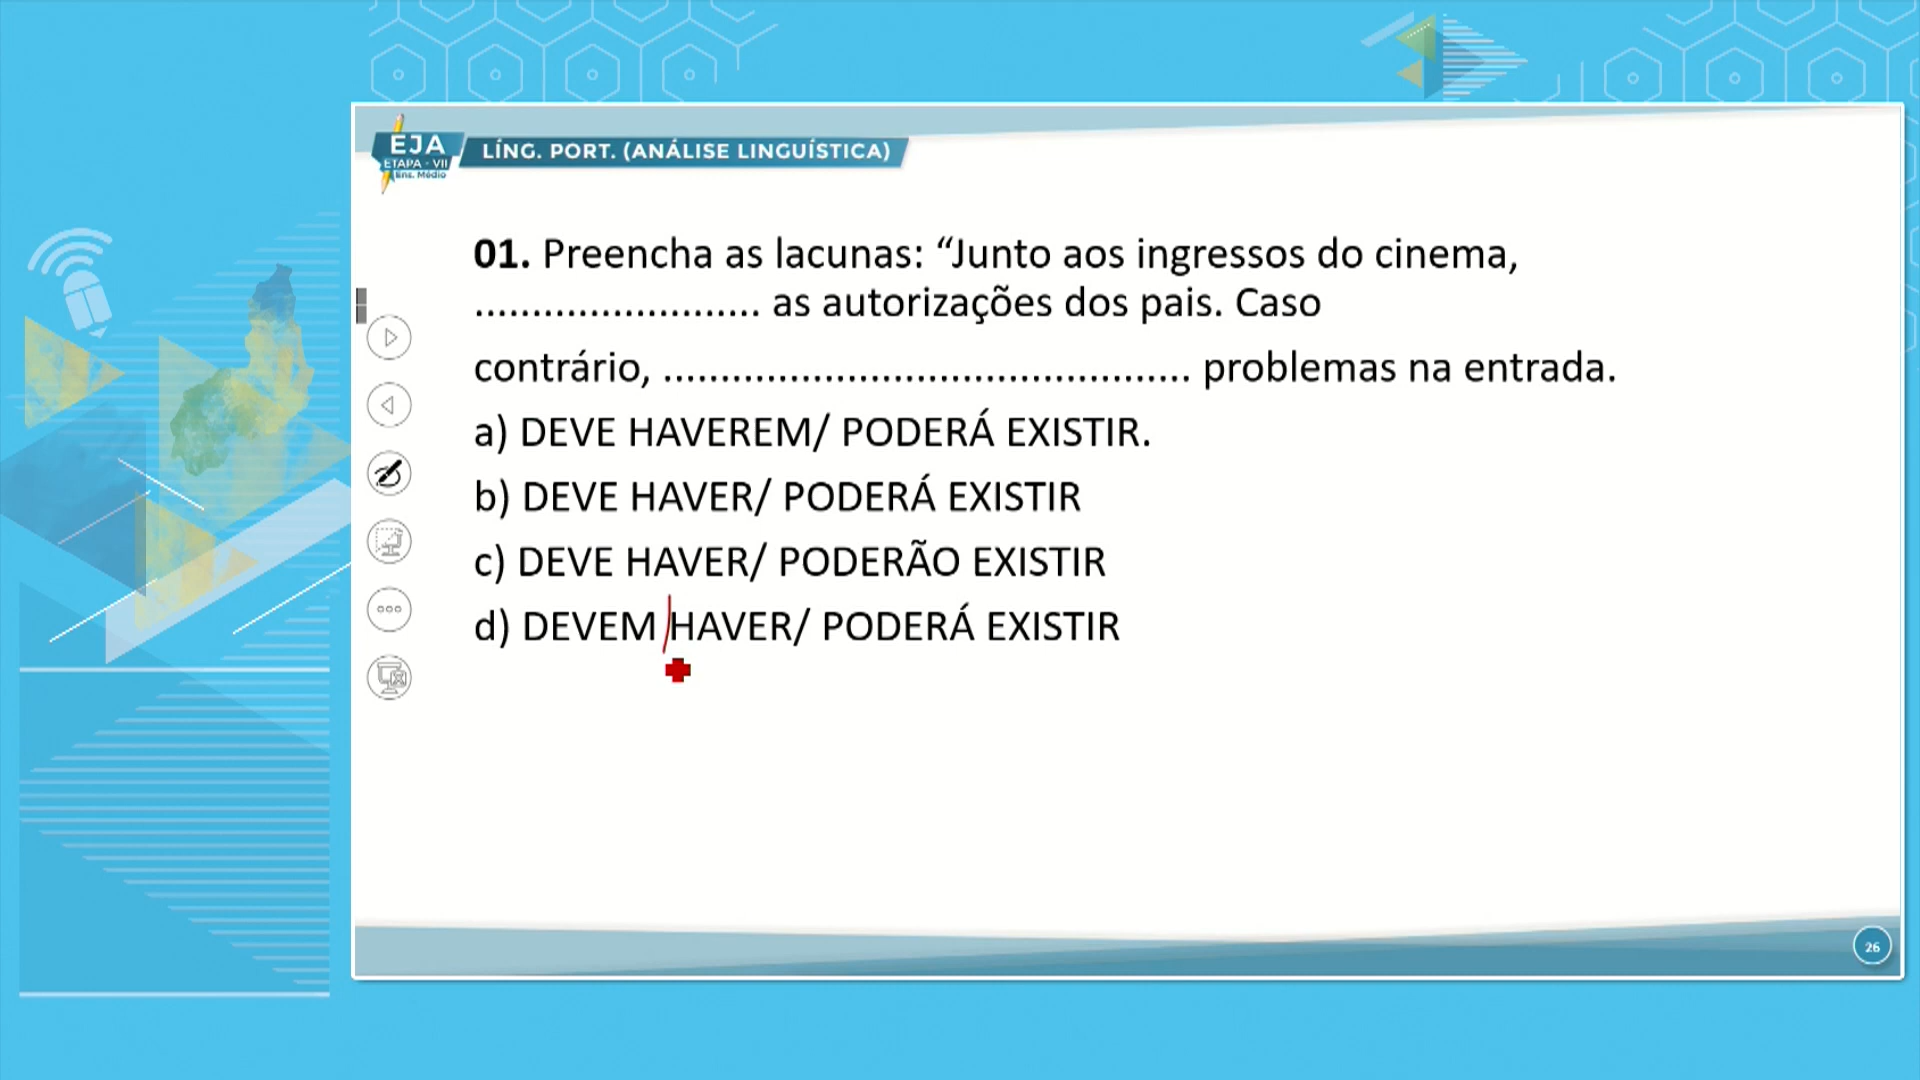 EJA
ETAPA - VII
Ens. Médio
LÍNG. PORT. (ANÁLISE LINGUÍSTICA)
01. Preencha as lacunas: “Junto aos ingressos do cinema,
......................... as autorizações dos pais. Caso
contrário, .............................................. problemas na entrada.
a) DEVE HAVEREM/ PODERÁ EXISTIR.
b) DEVE HAVER/ PODERÁ EXISTIR
c) DEVE HAVER/ PODERÃO EXISTIR
d) DEVEM HAVER/ PODERÁ EXISTIR
26